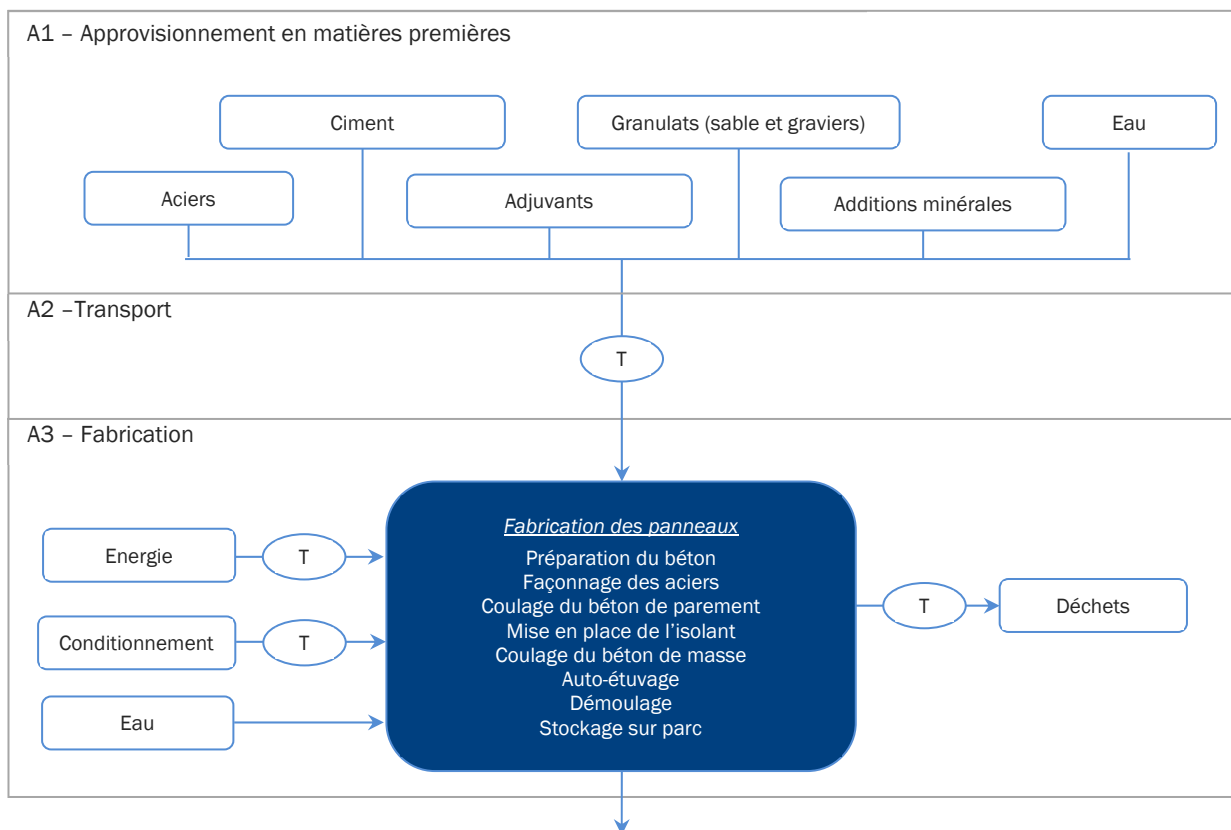 A1 – Approvisionnement en matières premières
Ciment
Granulats (sable et graviers)
Eau
Aciers
Adjuvants
Additions minérales
A2 –Transport
T
A3 – Fabrication
Fabrication des panneaux
Préparation du béton
Façonnage des aciers
Coulage du béton de parement
Mise en place de l'isolant
Coulage du béton de masse
Auto-étuvage
Démoulage
Stockage sur parc
Energie
T
Conditionnement
T
Eau
T
Déchets